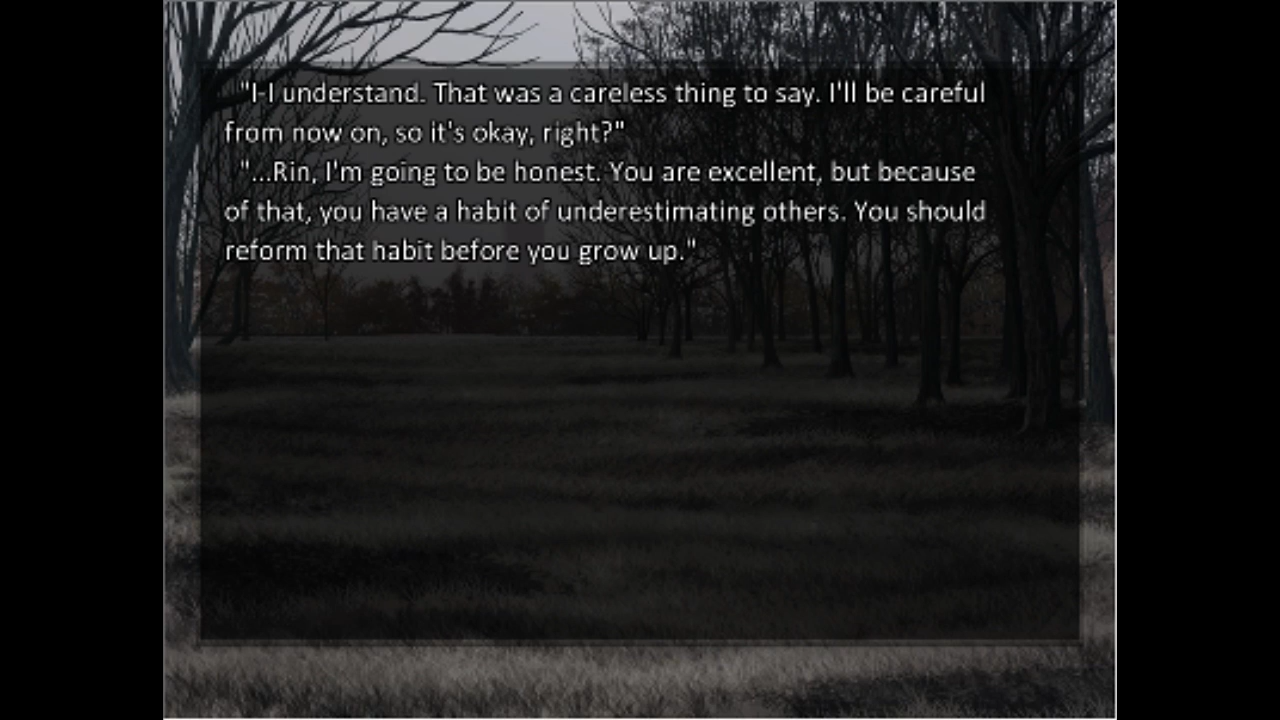 "I-I understand. That was a careless thing to say. I'll be careful
from now on, so it's okay, right?"
"...Rin, I'm going to be honest. You are excellent, but because
of that, you have a habit of underestimating others. You should
reform that habit before you grow up."